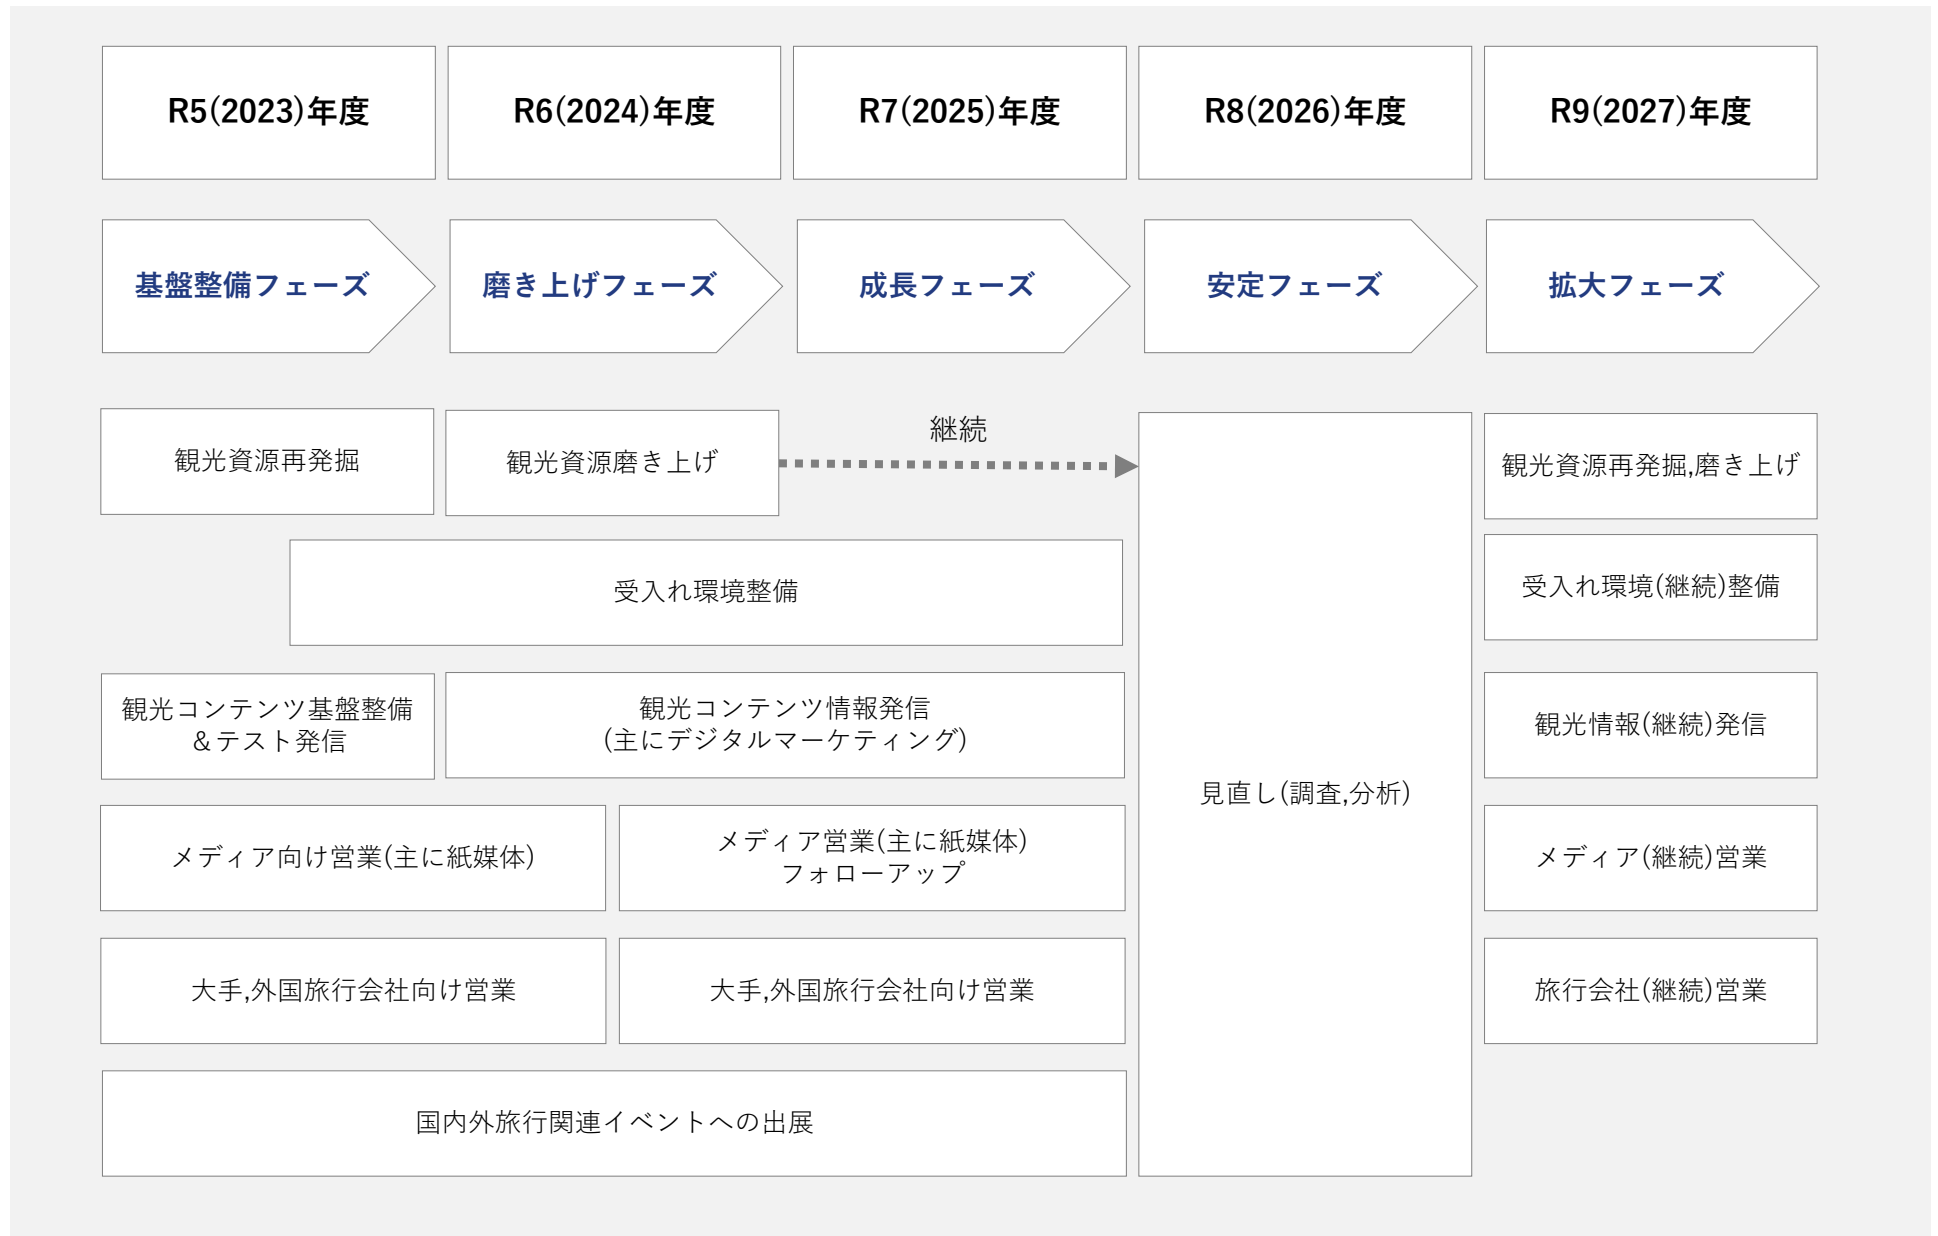 R5(2023)年度
R6(2024)年度
R7(2025)年度
R8(2026)年度
R9(2027)年度
基盤整備フェーズ
磨き上げフェーズ
成長フェーズ
安定フェーズ
拡大フェーズ
観光資源再発掘
観光資源磨き上げ
継続
観光資源再発掘,磨き上げ
受入れ環境整備
受入れ環境(継続)整備
観光コンテンツ基盤整備
＆テスト発信
観光コンテンツ情報発信
(主にデジタルマーケティング)
観光情報(継続)発信
見直し(調査,分析)
メディア向け営業(主に紙媒体)
メディア営業(主に紙媒体)
フォローアップ
メディア(継続)営業
大手,外国旅行会社向け営業
大手,外国旅行会社向け営業
旅行会社(継続)営業
国内外旅行関連イベントへの出展